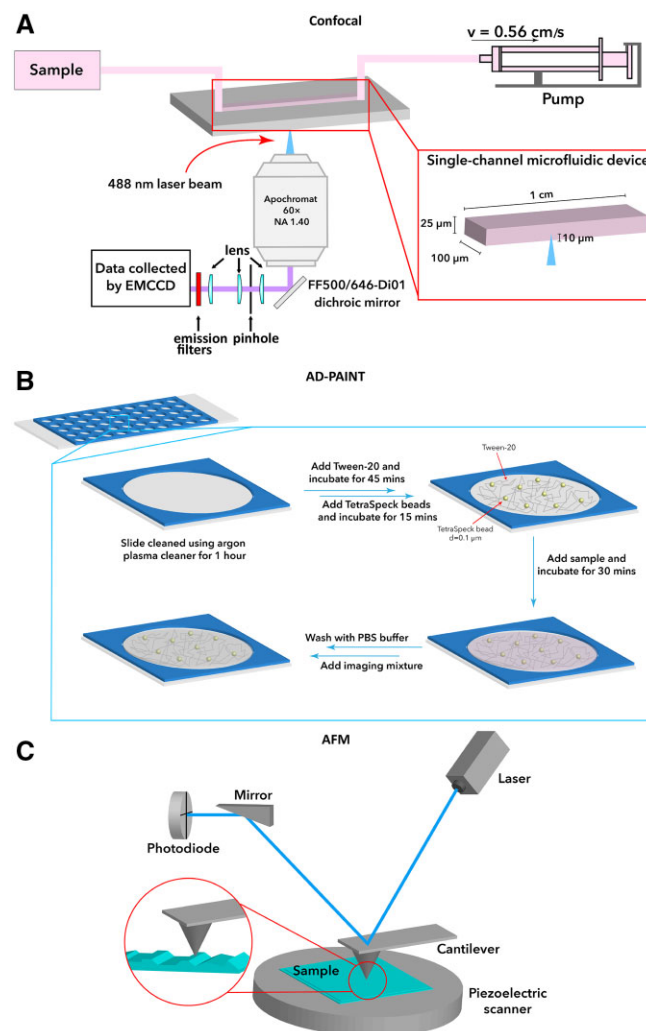 A
Confocal
v = 0.56 cm/s
Sample
Pump
488 nm laser beam
Apochromat
60×
NA 1.40
Single-channel microfluidic device
1 cm
25 µm
100 µm
10 µm
lens
Data collected
by EMCCD
FF500/646-Di01
dichroic mirror
emission
filters
pinhole
B
AD-PAINT
Add Tween-20 and
incubate for 45 mins
Add TetraSpeck beads
and incubate for 15 mins
Tween-20
TetraSpeck bead
d=0.1 µm
Slide cleaned using argon
plasma cleaner for 1 hour
Add sample and
incubate for 30 mins
Wash with PBS buffer
Add imaging mixture
C
AFM
Laser
Mirror
Photodiode
Cantilever
Sample
Piezoelectric
scanner